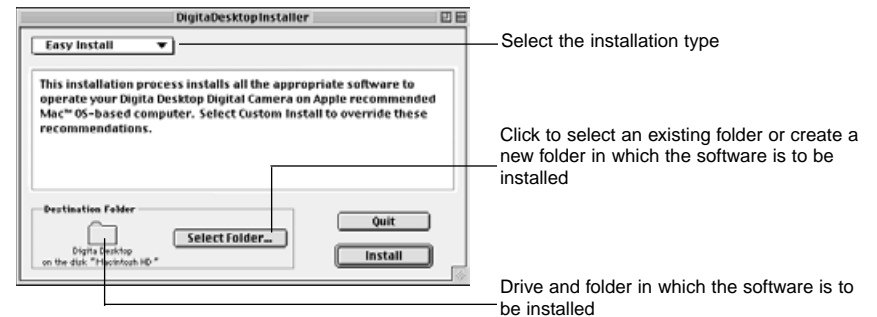 DigitaDesktopInstaller
Easy Install
Select the installation type
This installation process installs all the appropriate software to
operate your Digita Desktop Digital Camera on Apple recommended
Mac™ OS-based computer. Select Custom Install to override these
recommendations.
Click to select an existing folder or create a
new folder in which the software is to be
installed
Destination Folder
Select Folder...
Quit
Digita Desktop
on the disk "Macintosh HD"
Install
Drive and folder in which the software is to
be installed